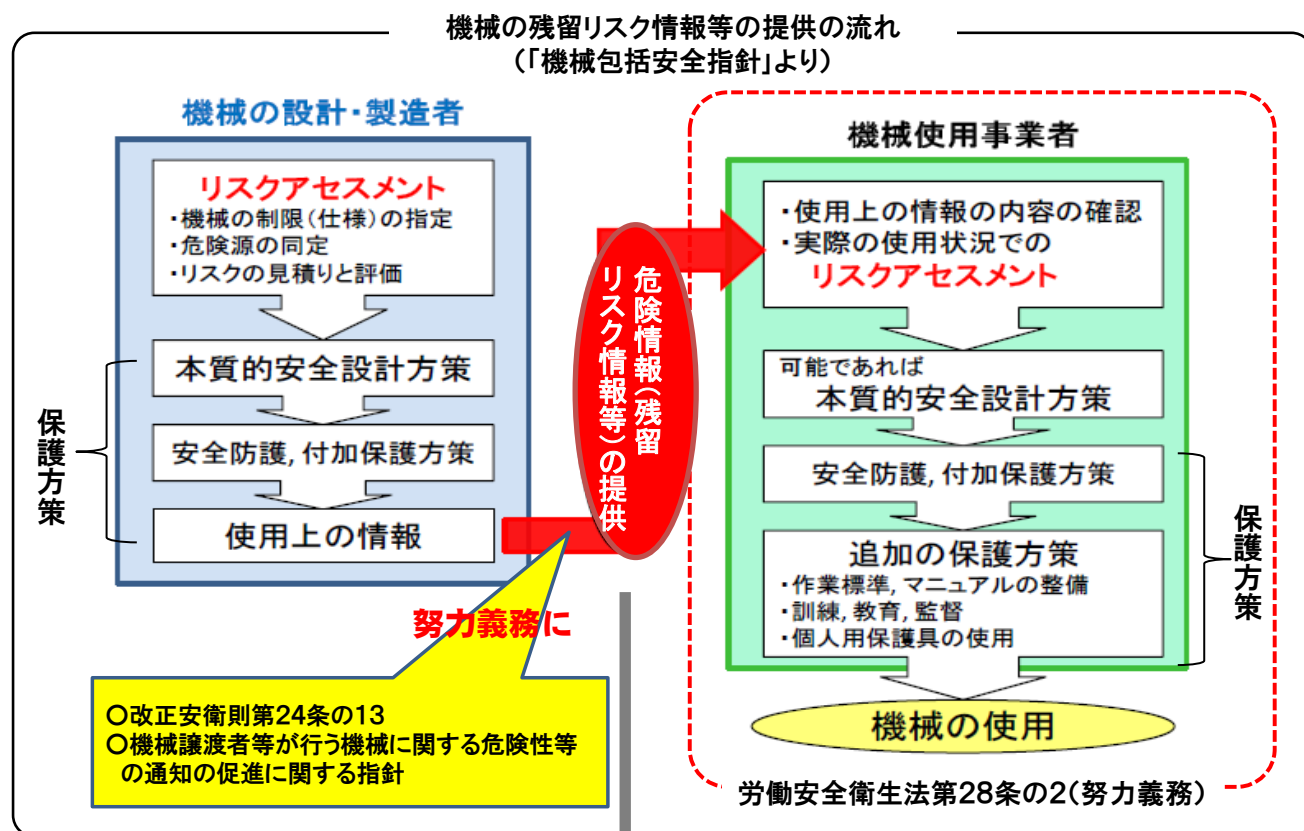 機械の残留リスク情報等の提供の流れ
(「機械包括安全指針」より)
機械の設計・製造者
リスクアセスメント
・機械の制限(仕様)の指定
・危険源の同定
・リスクの見積りと評価
本質的安全設計方策
安全防護,付加保護方策
使用上の情報
保護方策
努力義務に
〇改正安衛則第24条の13
〇機械譲渡者等が行う機械に関する危険性等
の通知の促進に関する指針
危険情報(残留
リスク情報等)の提供
機械使用事業者
・使用上の情報の内容の確認
・実際の使用状況での
リスクアセスメント
可能であれば
本質的安全設計方策
安全防護,付加保護方策
追加の保護方策
・作業標準,マニュアルの整備
・訓練,教育,監督
・個人用保護具の使用
保護方策
機械の使用
労働安全衛生法第28条の2(努力義務)